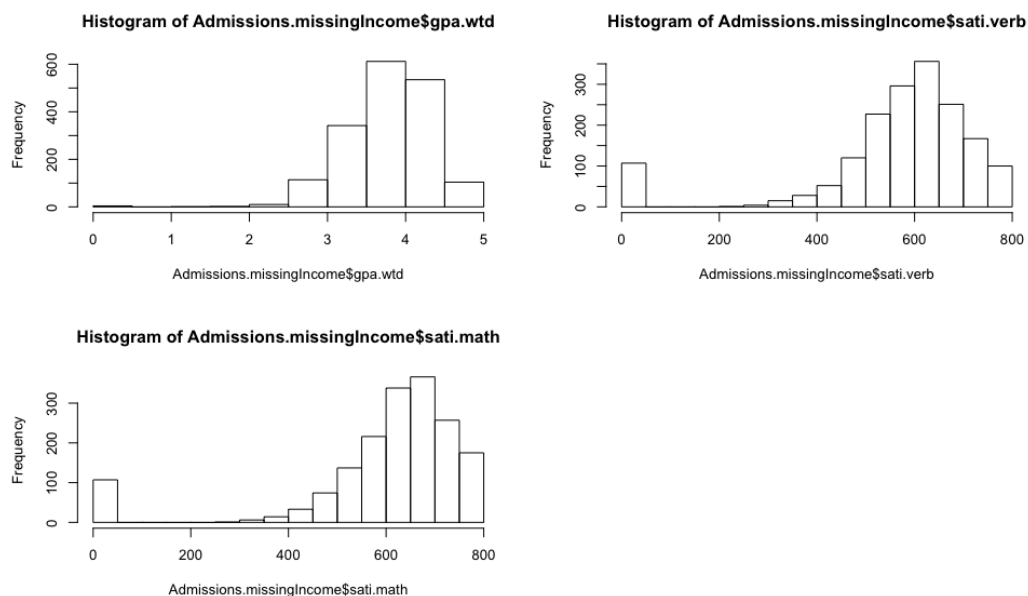 Histogram of Admissions.missingIncome$gpa.wtd
Frequency
0 200 400 600
0 1 2 3 4 5
Admissions.missingIncome$gpa.wtd
Histogram of Admissions.missingIncome$sati.verb
Frequency
0 100 200 300
0 200 400 600 800
Admissions.missingIncome$sati.verb
Histogram of Admissions.missingIncome$sati.math
Frequency
0 100 200 300
0 200 400 600 800
Admissions.missingIncome$sati.math